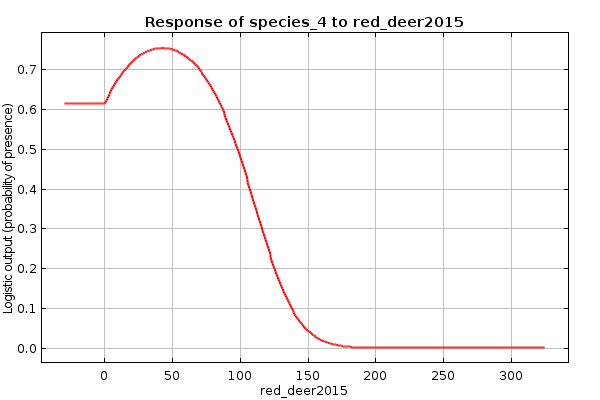 Response of species_4 to red_deer2015
Logistic output (probability of presence)
0.7
0.6
0.5
0.4
0.3
0.2
0.1
0.0
0 50 100 150 200 250 300
red_deer2015